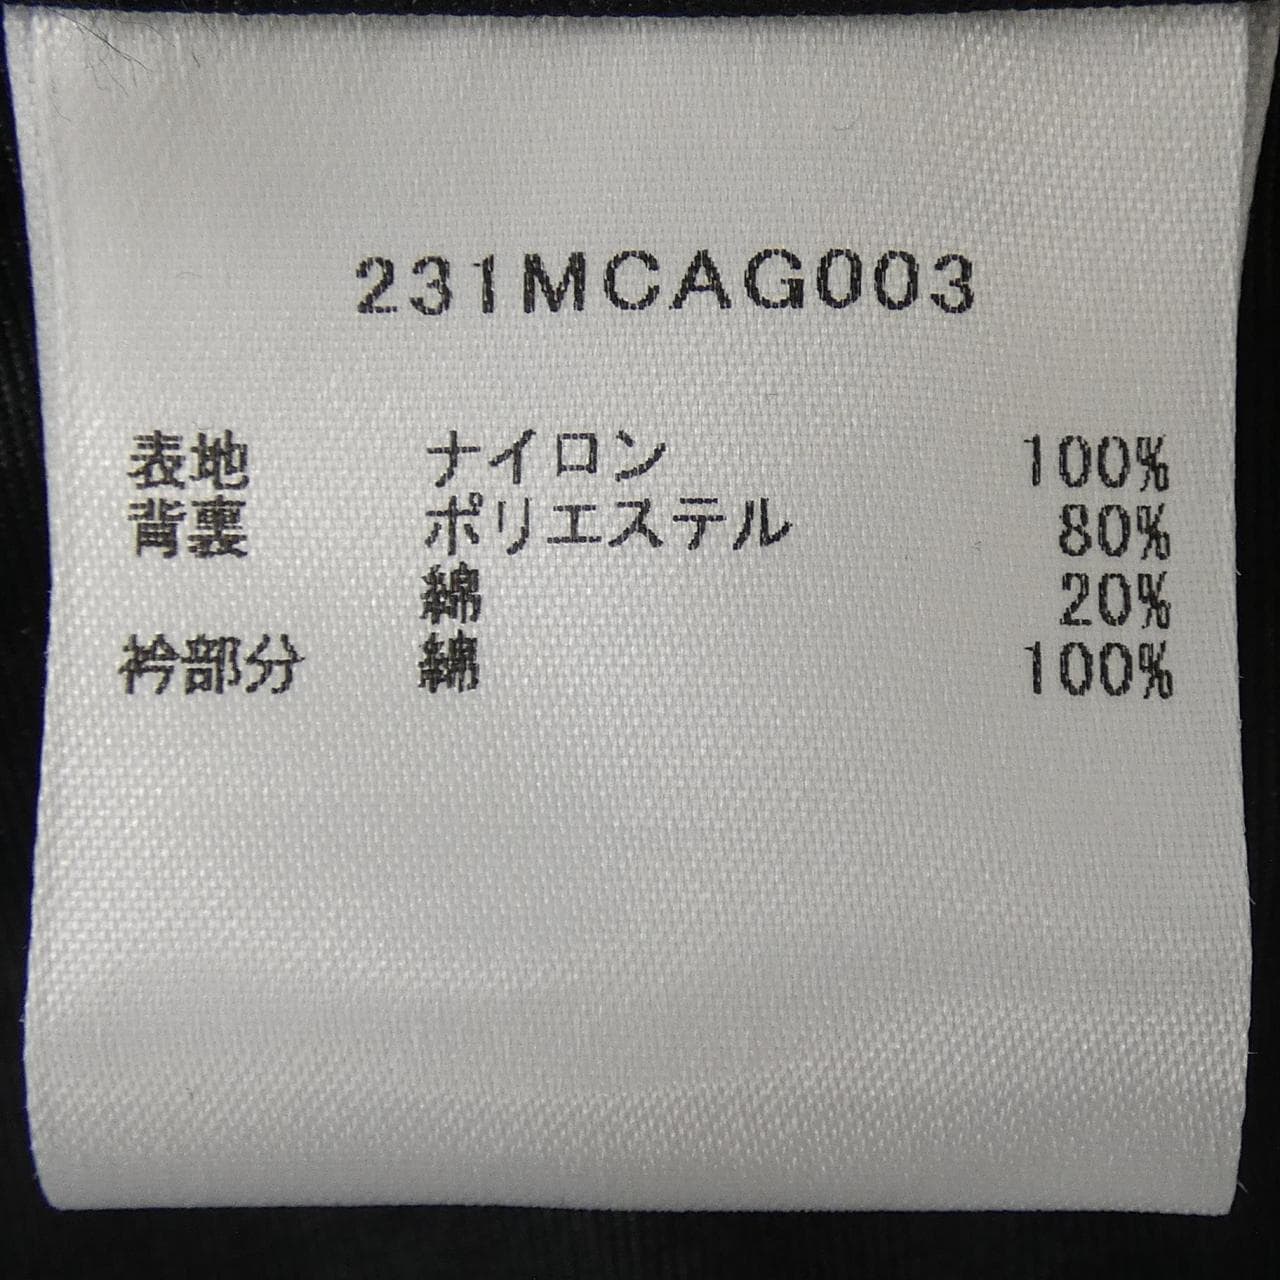 231MCAG003
表地 ナイロン 100%
背裏 ポリエステル 80%
綿 20%
衿部分 綿 100%